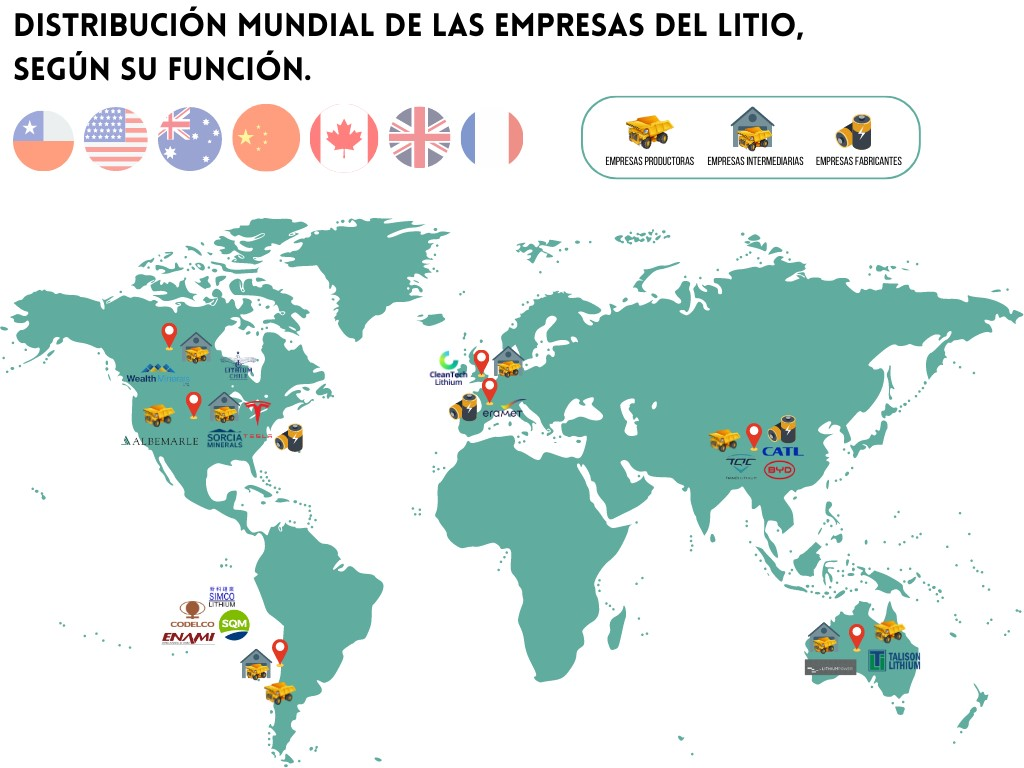 DISTRIBUCIÓN MUNDIAL DE LAS EMPRESAS DEL LITIO,
SEGÚN SU FUNCIÓN.
EMPRESAS PRODUCTORAS
EMPRESAS INTERMEDIARIAS
EMPRESAS FABRICANTES
Wealth Minerals
LITHIUM
CHILE
CleanTech
Lithium
eramet
ALBEMARLE
SORCIA
MINERALS
TESLA
CATL
BYD
SIMCO
LITHIUM
CODELCO
SQM
ENAMI
LITHIUMPOWER
TALISON
LITHIUM